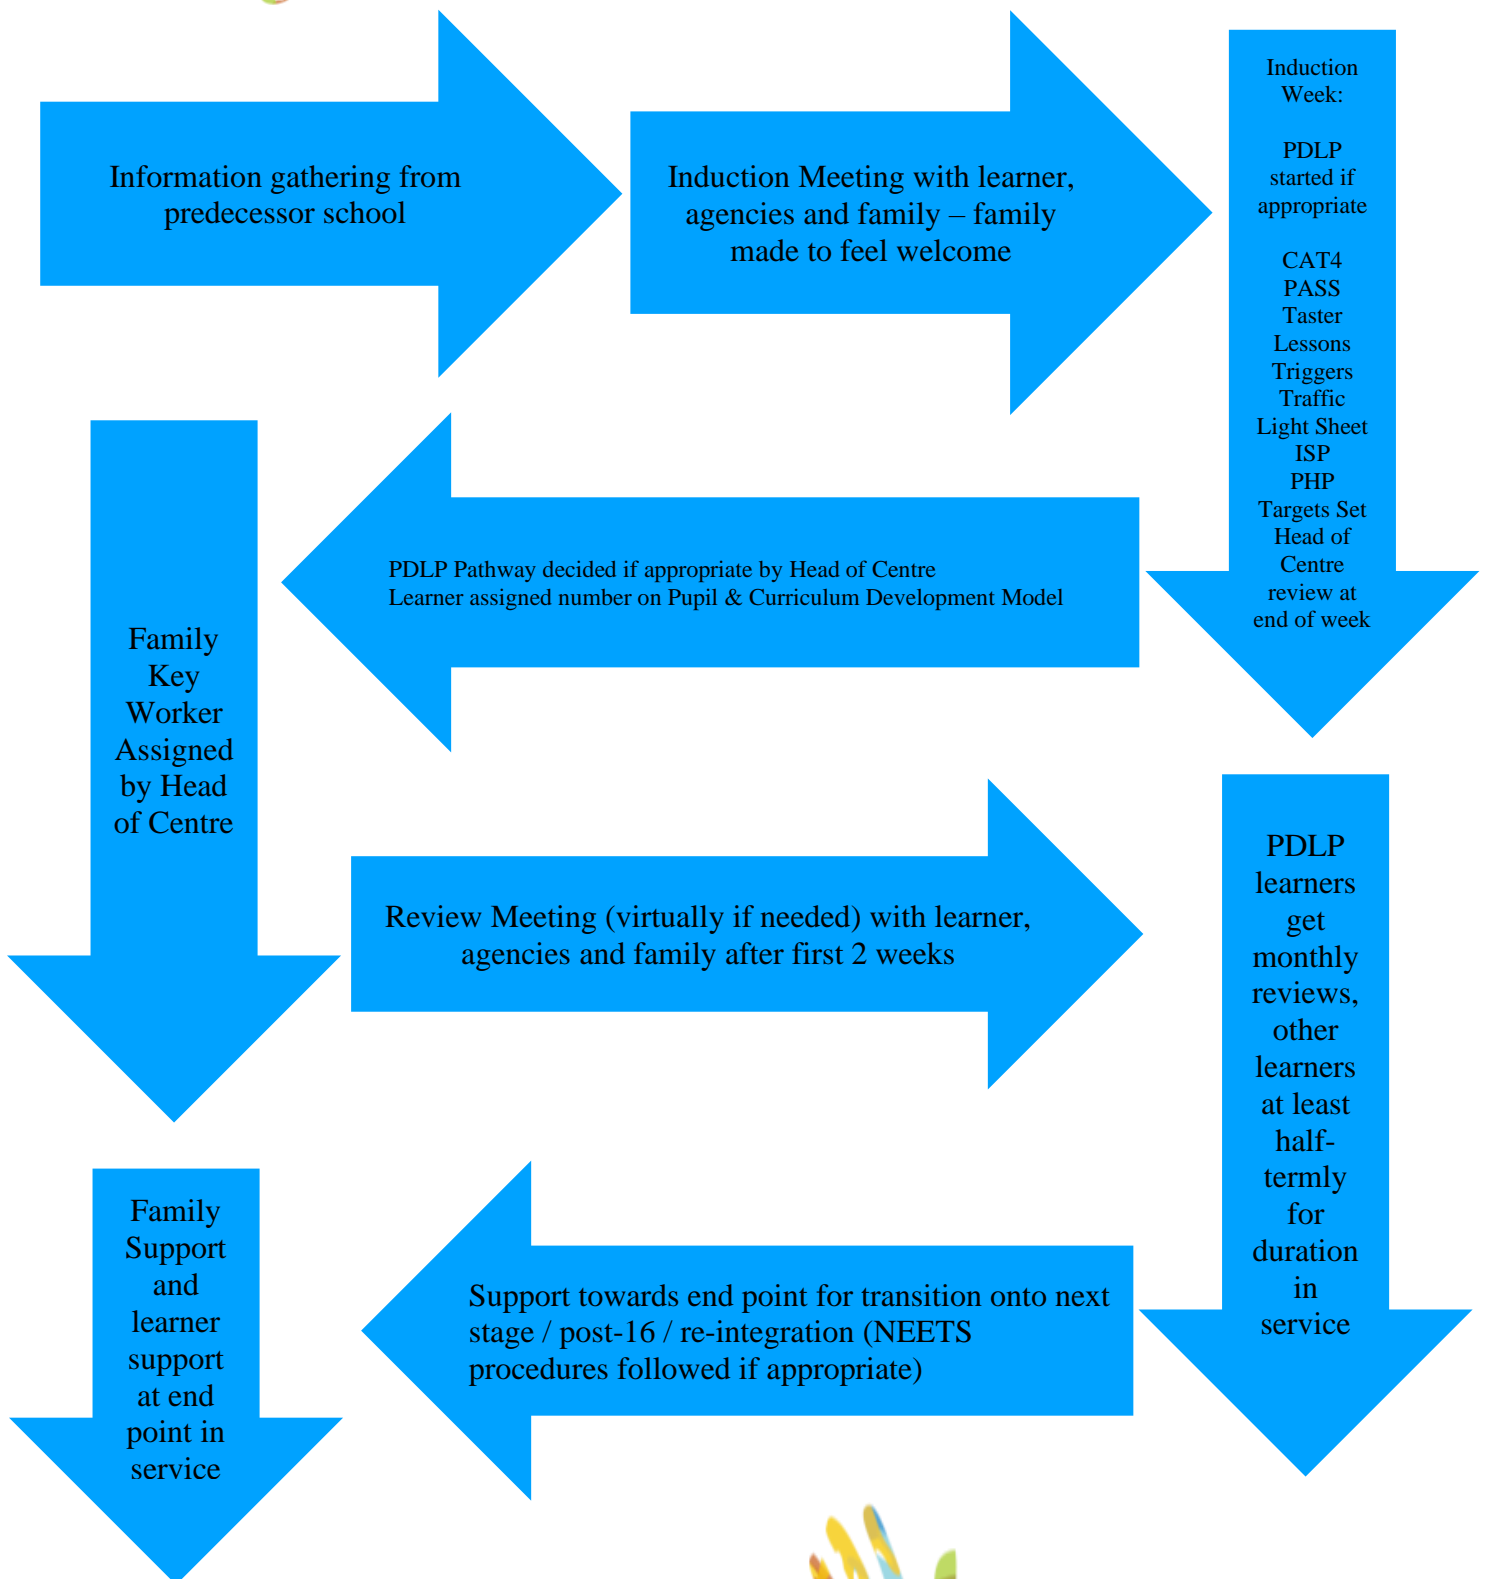 Information gathering from
predecessor school
Induction Meeting with learner,
agencies and family – family
made to feel welcome
Induction
Week:
PDLP
started if
appropriate
CAT4
PASS
Taster
Lessons
Triggers
Traffic
Light Sheet
ISP
PHP
Targets Set
Head of
Centre
review at
end of week
PDLP Pathway decided if appropriate by Head of Centre
Learner assigned number on Pupil & Curriculum Development Model
Family
Key
Worker
Assigned
by Head
of Centre
Review Meeting (virtually if needed) with learner,
agencies and family after first 2 weeks
PDLP
learners
get
monthly
reviews,
other
learners
at least
half-
termly
for
duration
in
service
Support towards end point for transition onto next
stage / post-16 / re-integration (NEETS
procedures followed if appropriate)
Family
Support
and
learner
support
at end
point in
service